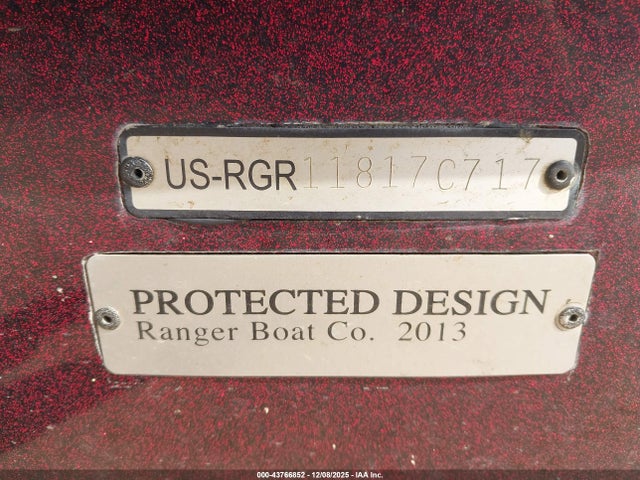 US-RGR11817C717
PROTECTED DESIGN
Ranger Boat Co. 2013
000-43766852 | 12/08/2025 - IAA Inc.